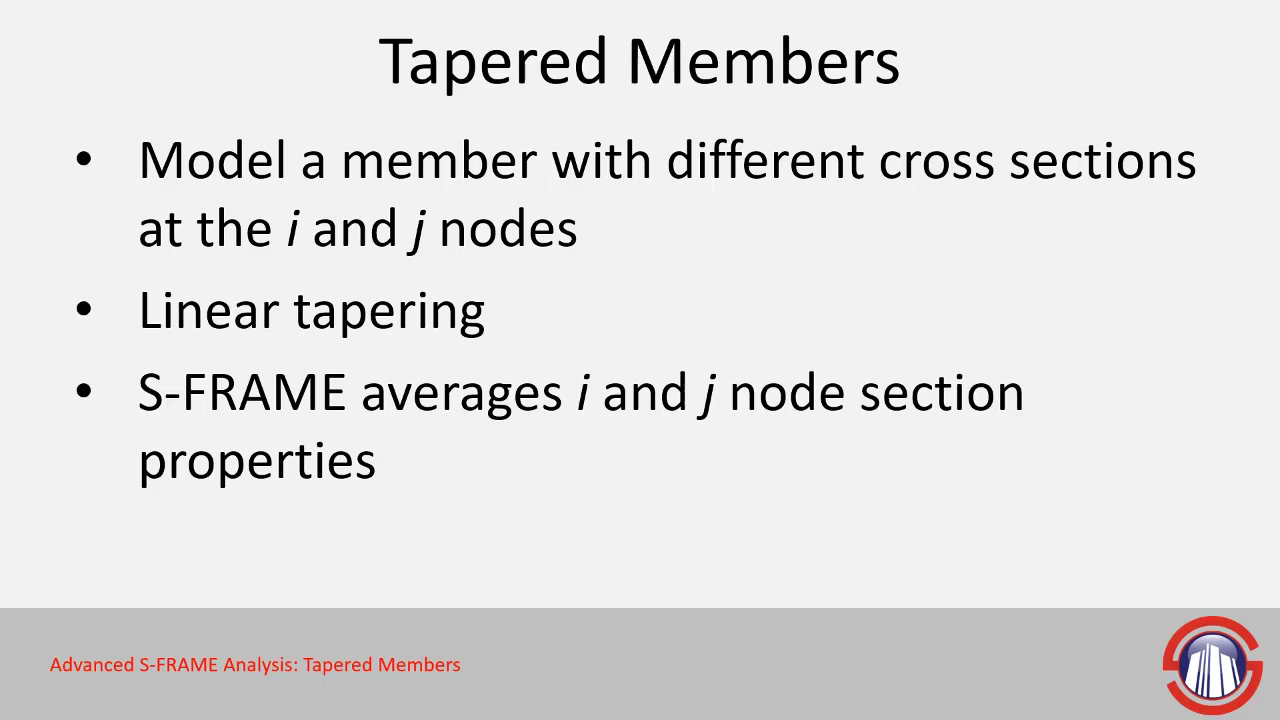 Tapered Members
• Model a member with different cross sections
at the i and j nodes
• Linear tapering
• S-FRAME averages i and j node section
properties
Advanced S-FRAME Analysis: Tapered Members